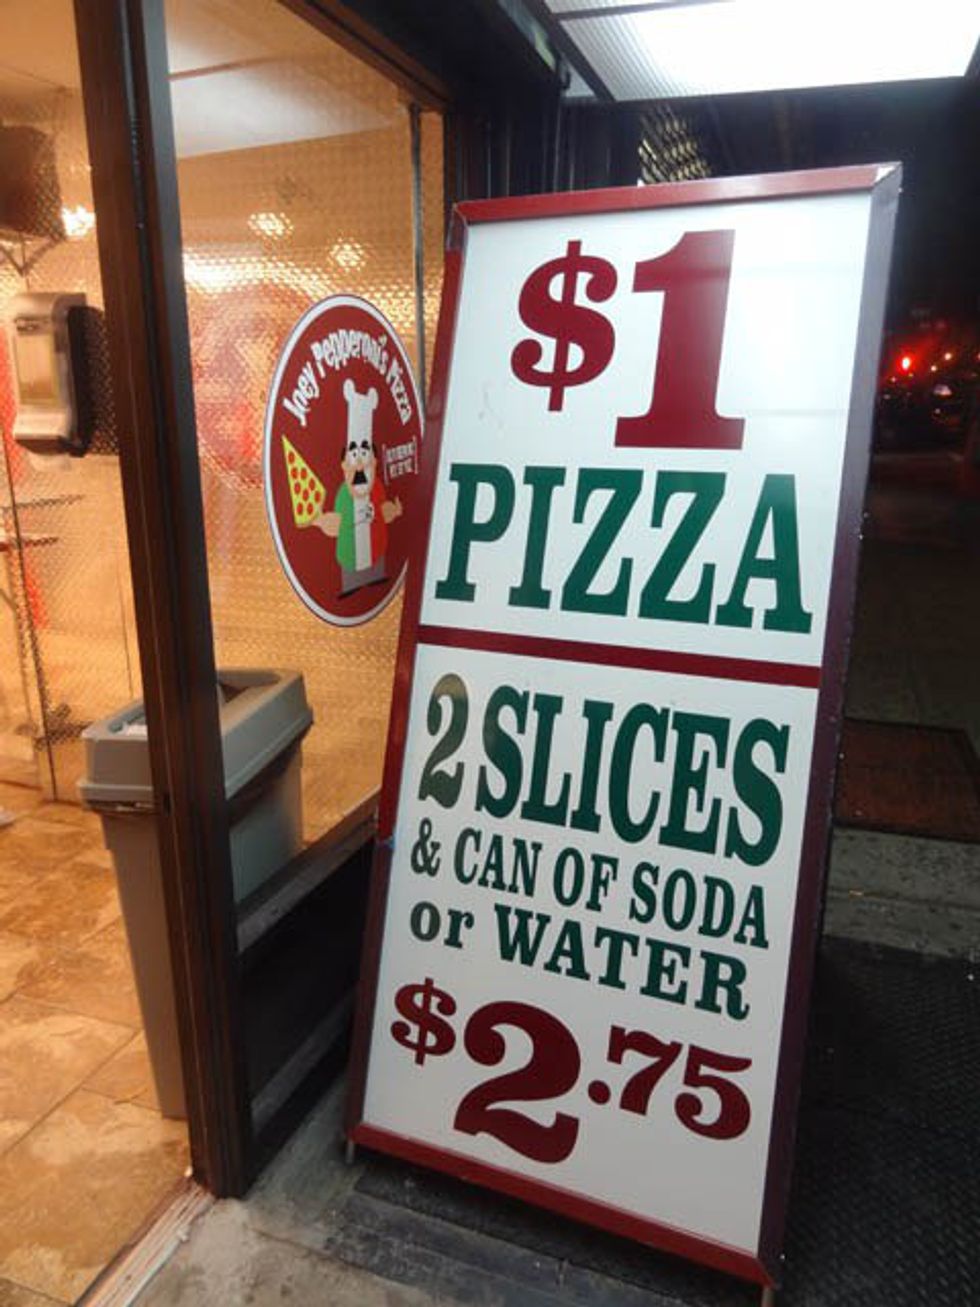 $1
PIZZA
2 SLICES
& CAN OF SODA
or WATER
$2.75
Joey Pepperoni's Pizza